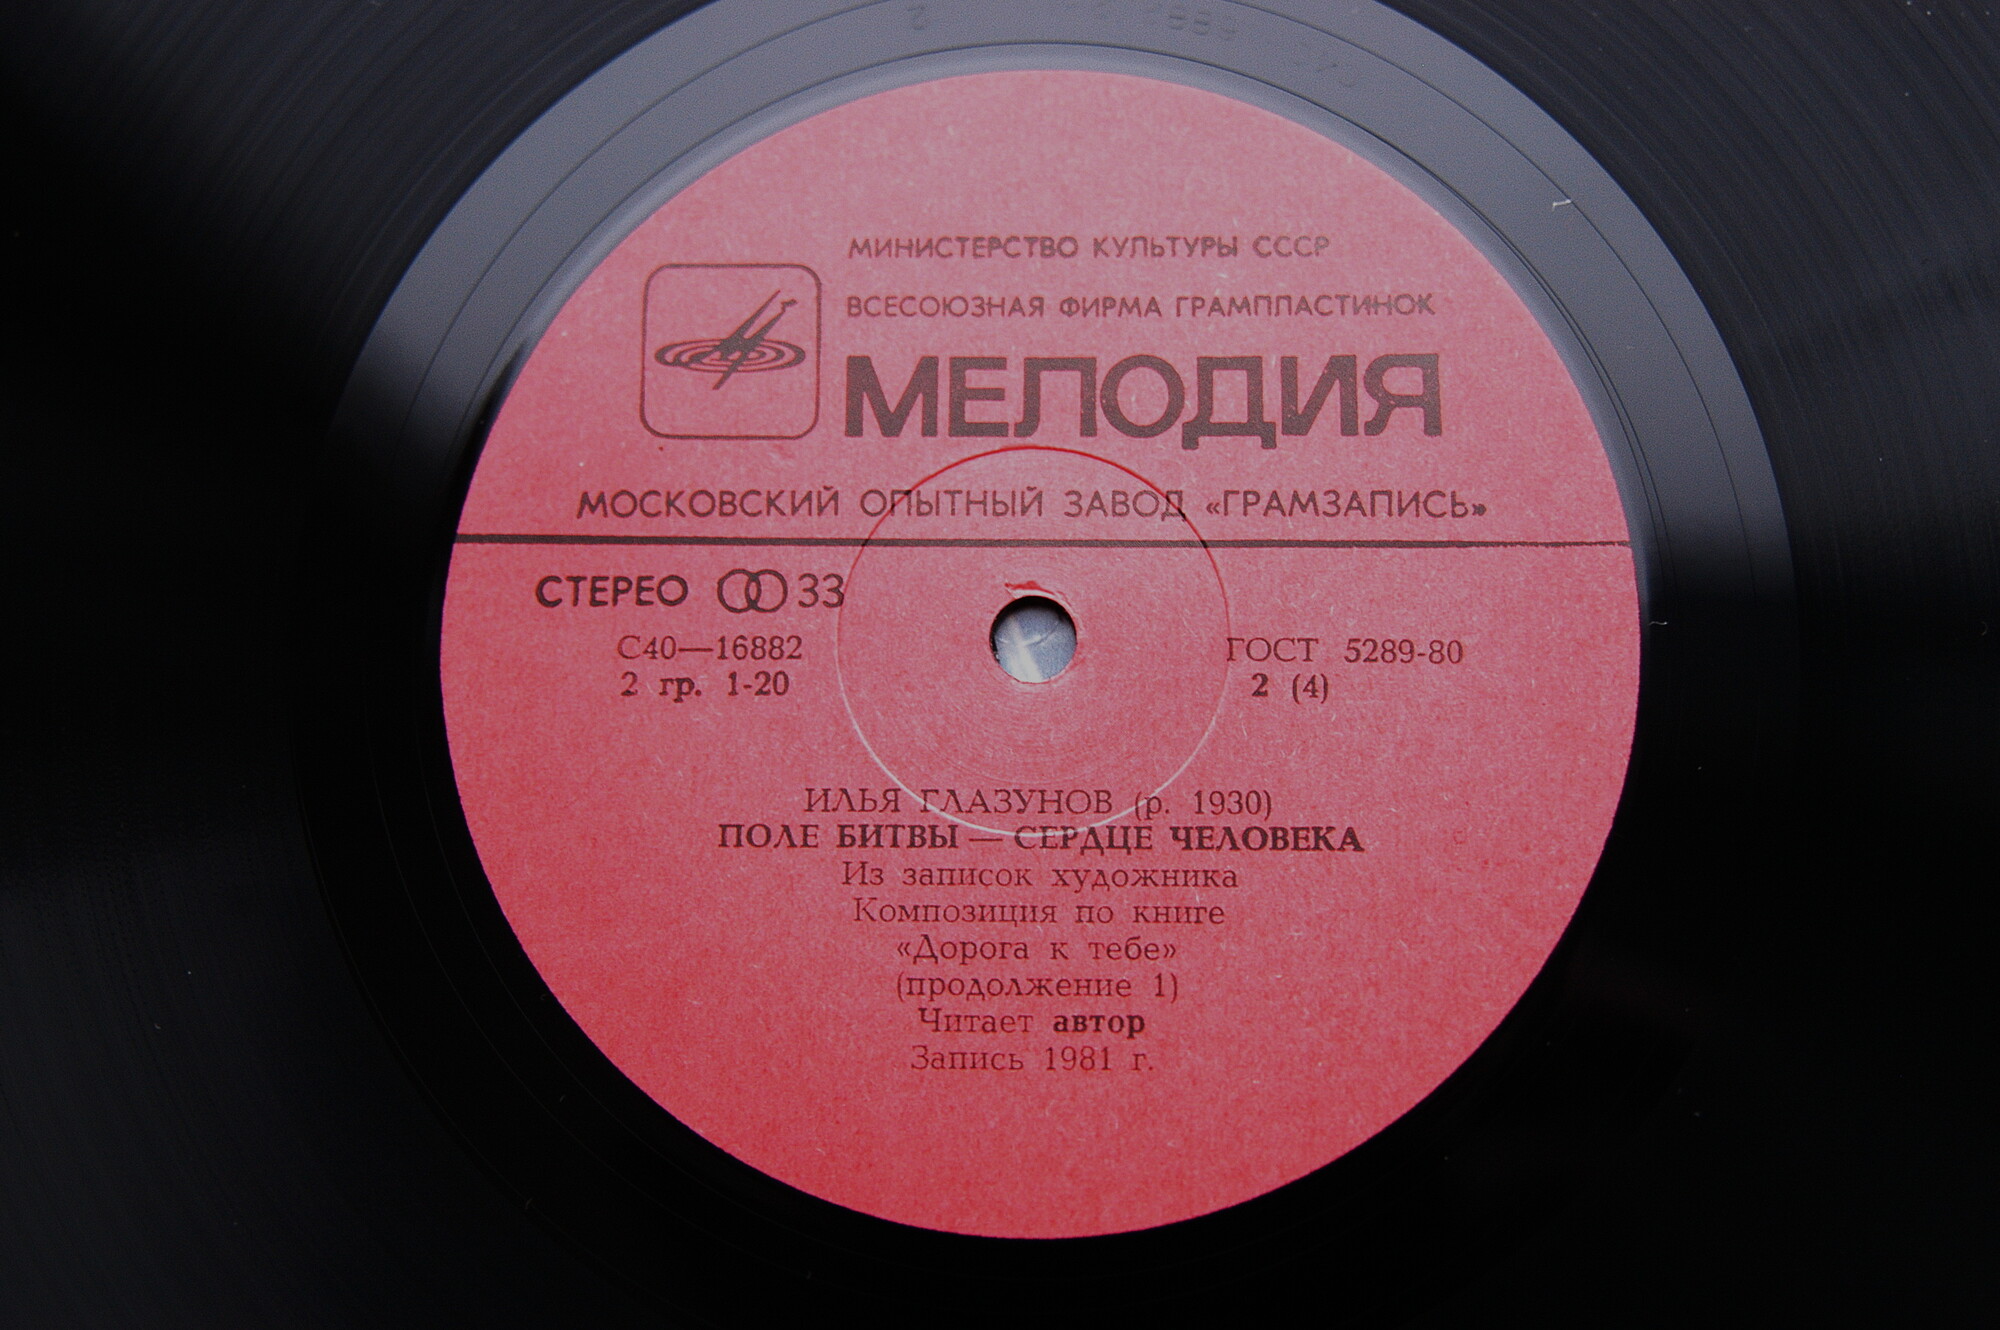 МИНИСТЕРСТВО КУЛЬТУРЫ СССР
ВСЕСОЮЗНАЯ ФИРМА ГРАМПЛАСТИНОК
МЕЛОДИЯ
МОСКОВСКИЙ ОПЫТНЫЙ ЗАВОД «ГРАМЗАПИСЬ»
СТЕРЕО 33
С40—16882
2 гр. 1-20
ГОСТ 5289-80
2 (4)
ИЛЬЯ ГЛАЗУНОВ (р. 1930)
ПОЛЕ БИТВЫ — СЕРДЦЕ ЧЕЛОВЕКА
Из записок художника
Композиция по книге
«Дорога к тебе»
(продолжение 1)
Читает автор
Запись 1981 г.